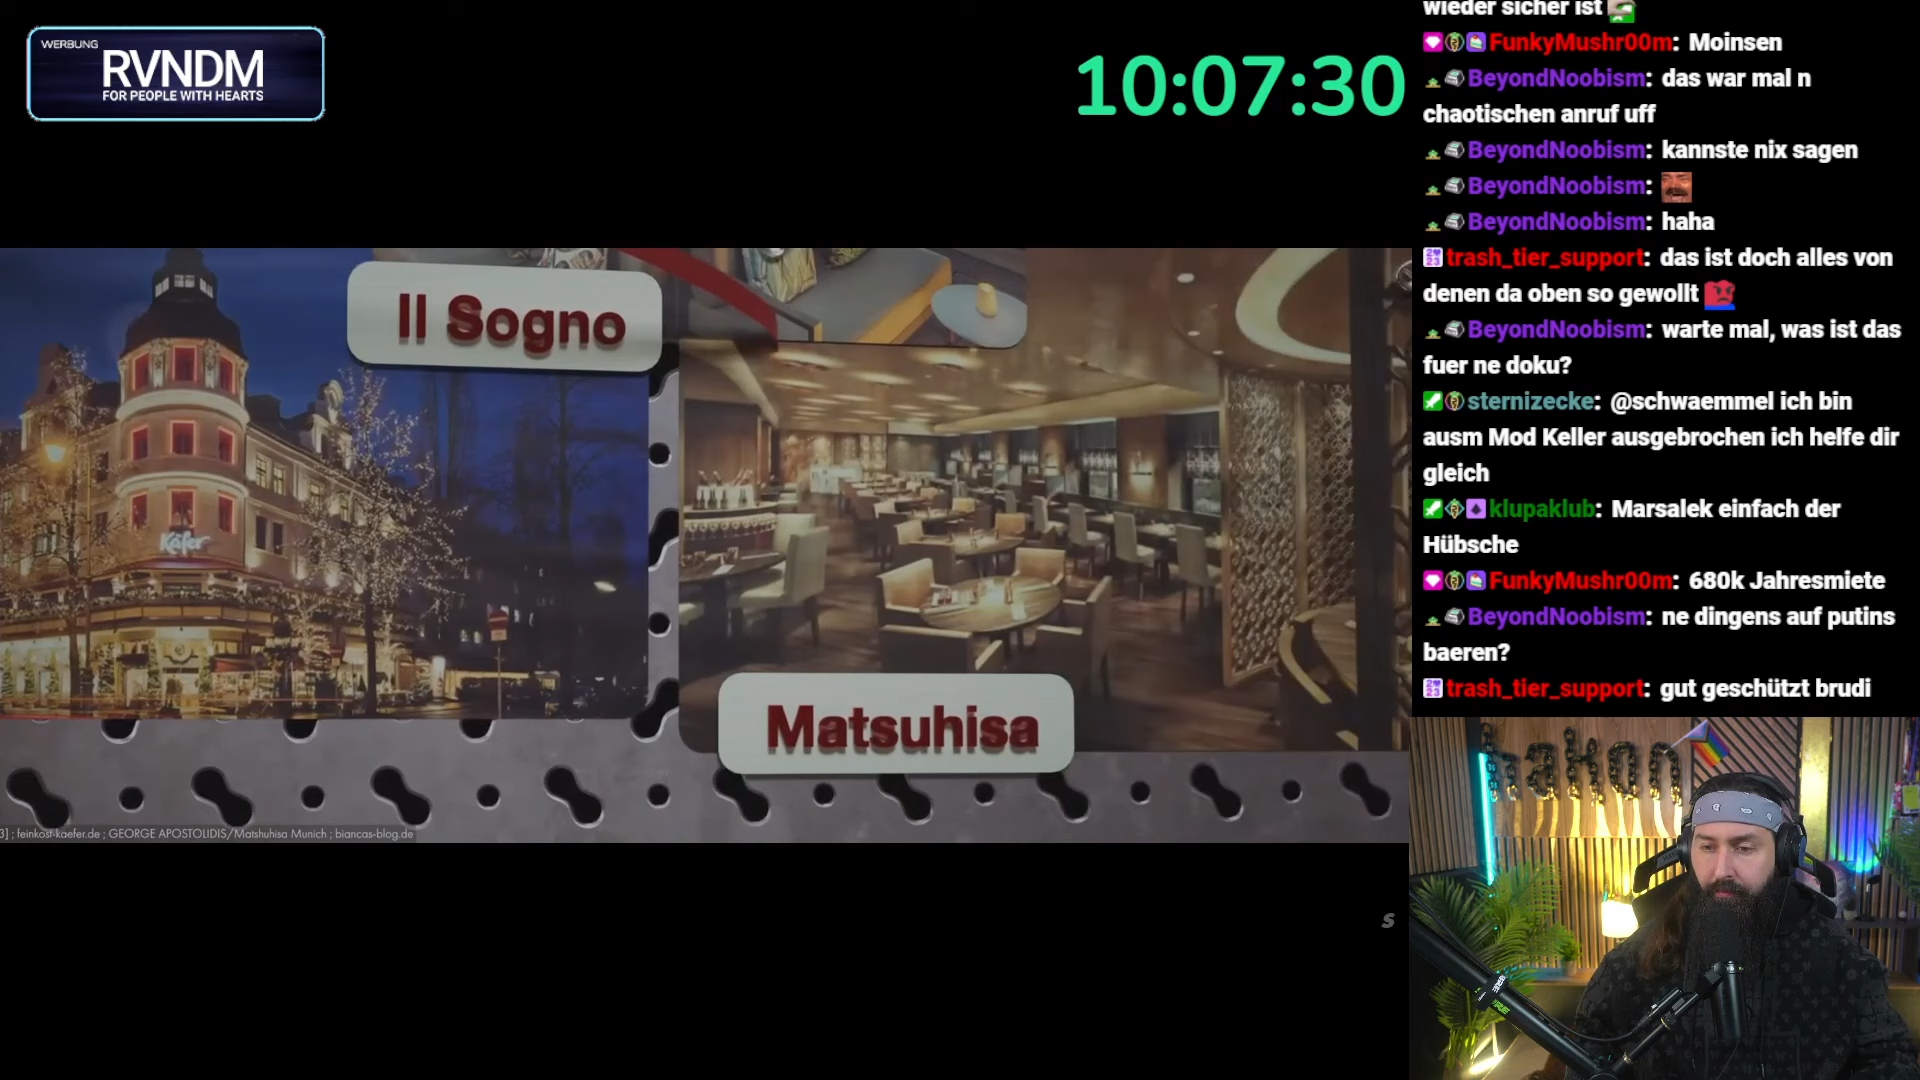 WERBUNG
RVNDM
FOR PEOPLE WITH HEARTS
10:07:30
Il Sogno
Käfer
Matsuhisa
3] ; feinkost-kaefer.de ; GEORGE APOSTOLIDIS/Matshuhisa Munich ; biancas-blog.de
S
wieder sicher ist
FunkyMushr00m: Moinsen
BeyondNoobism: das war mal n
chaotischen anruf uff
BeyondNoobism: kannste nix sagen
BeyondNoobism:
BeyondNoobism: haha
trash_tier_support: das ist doch alles von
denen da oben so gewollt
BeyondNoobism: warte mal, was ist das
fuer ne doku?
sternizecke: @schwaemmel ich bin
ausm Mod Keller ausgebrochen ich helfe dir
gleich
klupaklub: Marsalek einfach der
Hübsche
FunkyMushr00m: 680k Jahresmiete
BeyondNoobism: ne dingens auf putins
baeren?
trash_tier_support: gut geschützt brudi